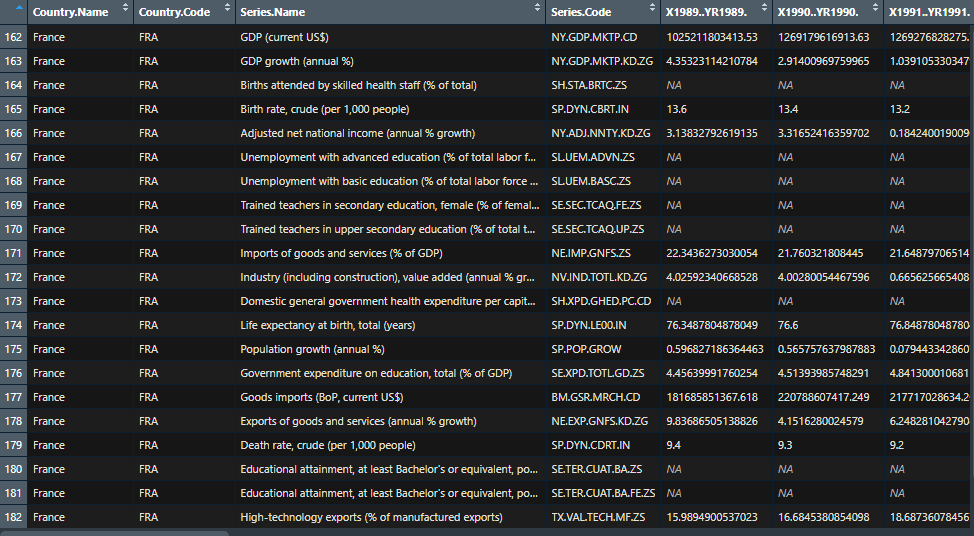 Country.Name Country.Code Series.Name Series.Code X1989..YR1989. X1990..YR1990. X1991..YR1991.
162 France FRA GDP (current US$) NY.GDP.MKTP.CD 1025211803413.53 1269179616913.63 1269276828275.
163 France FRA GDP growth (annual %) NY.GDP.MKTP.KD.ZG 4.35323114210784 2.91400969759965 1.039105330347
164 France FRA Births attended by skilled health staff (% of total) SH.STA.BRTC.ZS NA NA NA
165 France FRA Birth rate, crude (per 1,000 people) SP.DYN.CBRT.IN 13.6 13.4 13.2
166 France FRA Adjusted net national income (annual % growth) NY.ADJ.NNTY.KD.ZG 3.13832792619135 3.31652416359702 0.184240019009
167 France FRA Unemployment with advanced education (% of total labor f... SL.UEM.ADVN.ZS NA NA NA
168 France FRA Unemployment with basic education (% of total labor force ... SL.UEM.BASC.ZS NA NA NA
169 France FRA Trained teachers in secondary education, female (% of femal... SE.SEC.TCAQ.FE.ZS NA NA NA
170 France FRA Trained teachers in upper secondary education (% of total t... SE.SEC.TCAQ.UP.ZS NA NA NA
171 France FRA Imports of goods and services (% of GDP) NE.IMP.GNFS.ZS 22.3436273030054 21.760321808445 21.64879706514
172 France FRA Industry (including construction), value added (annual % gr... NV.IND.TOTL.KD.ZG 4.02592340668528 4.00280054467596 0.665625665408
173 France FRA Domestic general government health expenditure per capit... SH.XPD.GHED.PC.CD NA NA NA
174 France FRA Life expectancy at birth, total (years) SP.DYN.LE00.IN 76.3487804878049 76.6 76.84878048780
175 France FRA Population growth (annual %) SP.POP.GROW 0.596827186364463 0.565757637987883 0.079443342860
176 France FRA Government expenditure on education, total (% of GDP) SE.XPD.TOTL.GD.ZS 4.45639991760254 4.51393985748291 4.841300010681
177 France FRA Goods imports (BoP, current US$) BM.GSR.MRCH.CD 181685851367.618 220788607417.249 217717028634.2
178 France FRA Exports of goods and services (annual % growth) NE.EXP.GNFS.KD.ZG 9.83686505138826 4.1516280024579 6.248281042790
179 France FRA Death rate, crude (per 1,000 people) SP.DYN.CDRT.IN 9.4 9.3 9.2
180 France FRA Educational attainment, at least Bachelor's or equivalent, po... SE.TER.CUAT.BA.ZS NA NA NA
181 France FRA Educational attainment, at least Bachelor's or equivalent, po... SE.TER.CUAT.BA.FE.ZS NA NA NA
182 France FRA High-technology exports (% of manufactured exports) TX.VAL.TECH.MF.ZS 15.9894900537023 16.6845380854098 18.68736078456